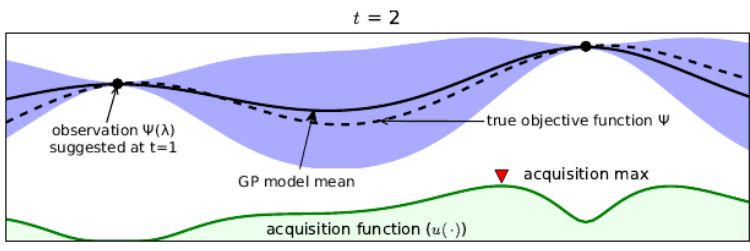 t = 2
observation Ψ(λ)
suggested at t=1
true objective function Ψ
GP model mean
acquisition max
acquisition function (u(·))